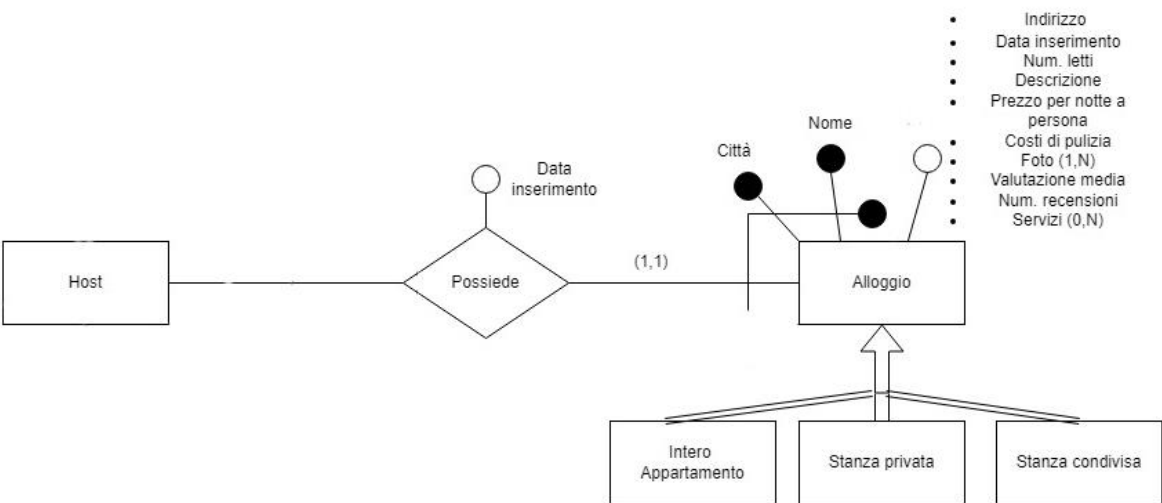 Indirizzo
Data inserimento
Num. letti
Descrizione
Prezzo per notte a
persona
Costi di pulizia
Foto (1,N)
Valutazione media
Num. recensioni
Servizi (0,N)
Nome
Città
Data
inserimento
Host
Possiede
(1,1)
Alloggio
Intero
Appartamento
Stanza privata
Stanza condivisa